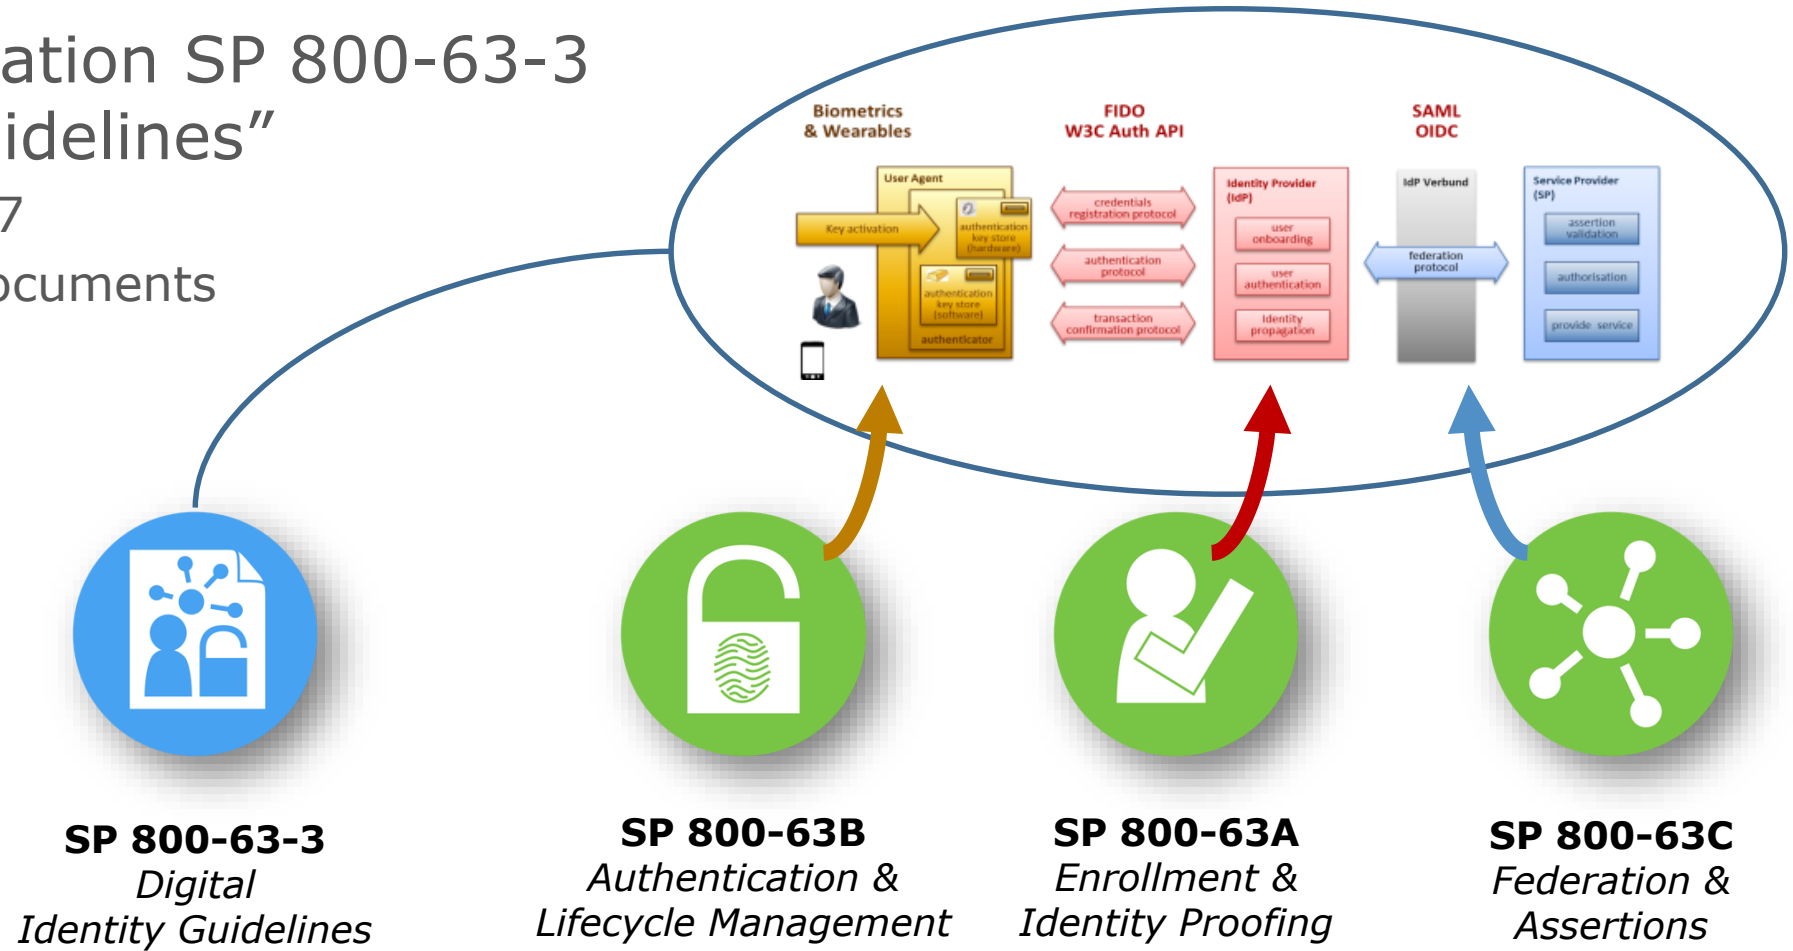 ation SP 800-63-3
idelines”
7
ocuments
Biometrics
& Wearables
FIDO
W3C Auth API
SAML
OIDC
User Agent
Key activation
authentication
key store
(hardware)
authentication
key store
(software)
authenticator
credentials
registration protocol
authentication
protocol
transaction
confirmation protocol
Identity Provider
(IdP)
user
onboarding
user
authentication
Identity
propagation
IdP Verbund
federation
protocol
Service Provider
(SP)
assertion
validation
authorisation
provide service
SP 800-63-3
Digital
Identity Guidelines
SP 800-63B
Authentication &
Lifecycle Management
SP 800-63A
Enrollment &
Identity Proofing
SP 800-63C
Federation &
Assertions